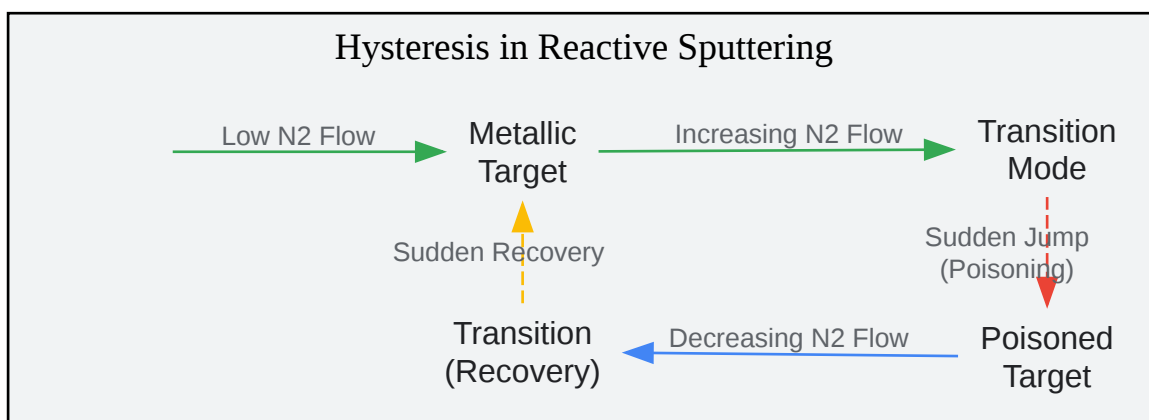 Hysteresis in Reactive Sputtering
Low N2 Flow
Metallic
Target
Increasing N2 Flow
Transition
Mode
Sudden Recovery
Sudden Jump
(Poisoning)
Transition
(Recovery)
Decreasing N2 Flow
Poisoned
Target